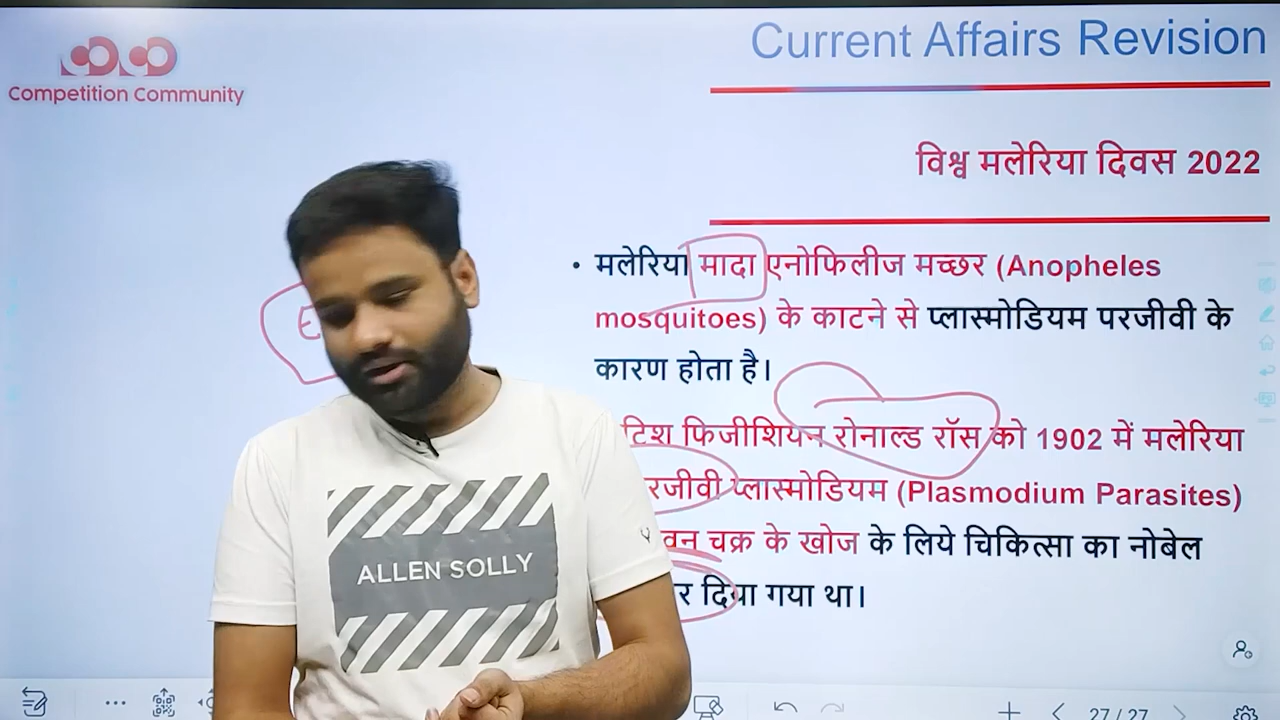 Competition Community
Current Affairs Revision
विश्व मलेरिया दिवस 2022
• मलेरिया मादा एनोफिलीज मच्छर (Anopheles
mosquitoes) के काटने से प्लास्मोडियम परजीवी के
कारण होता है।
फिजीशियन रोनाल्ड रॉस को 1902 में मलेरिया
प्लास्मोडियम (Plasmodium Parasites)
चक्र के खोज के लिये चिकित्सा का नोबेल
दिया गया था।
ALLEN SOLLY
27/27